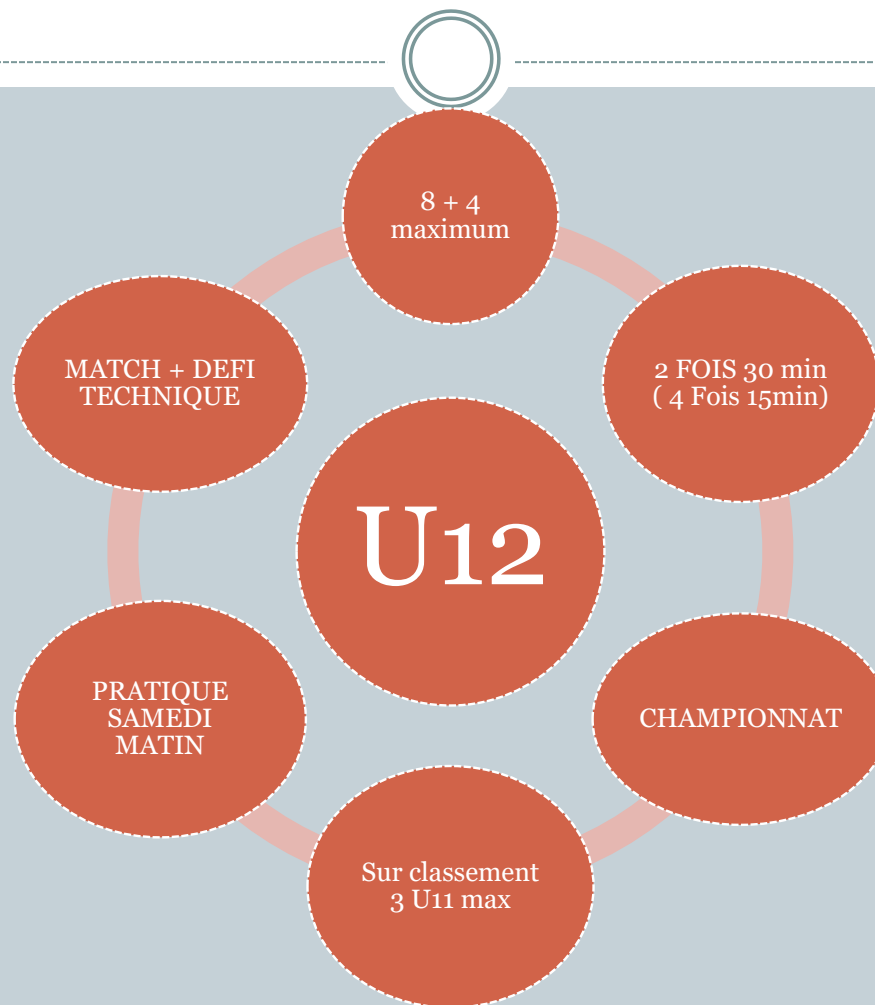 8 + 4
maximum
MATCH + DEFI
TECHNIQUE
2 FOIS 30 min
( 4 Fois 15min)
U12
PRATIQUE
SAMEDI
MATIN
CHAMPIONNAT
Sur classement
3 U11 max